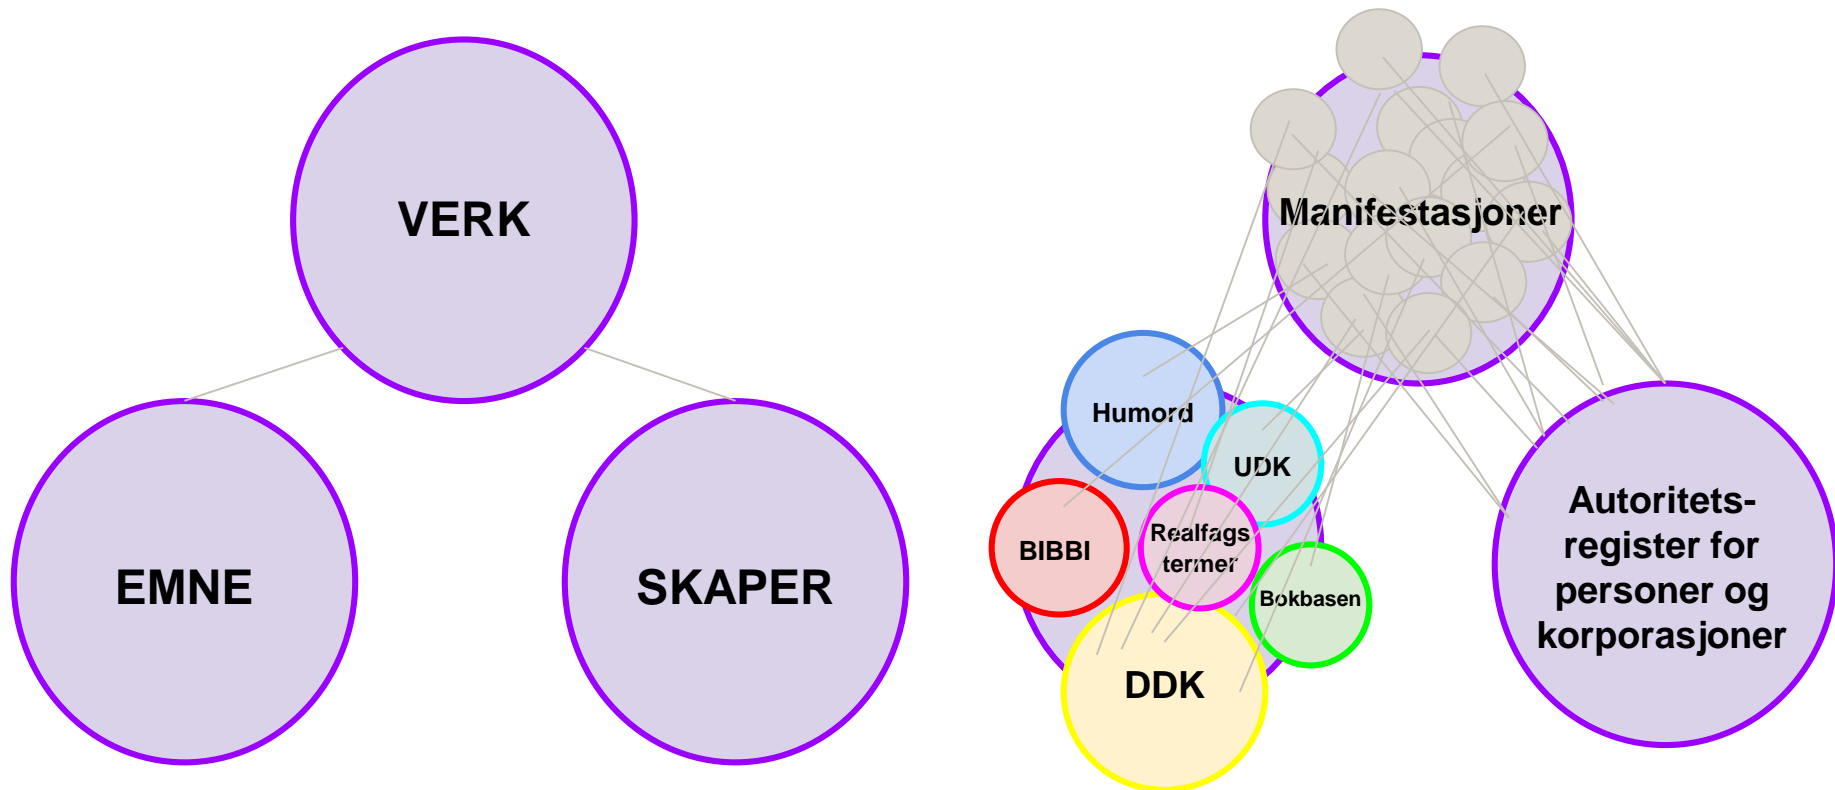 VERK
EMNE
SKAPER
Manifestasjoner
Humord
UDK
BIBBI
Realfags
termer
Bokbasen
DDK
Autoritets-
register for
personer og
korporasjoner